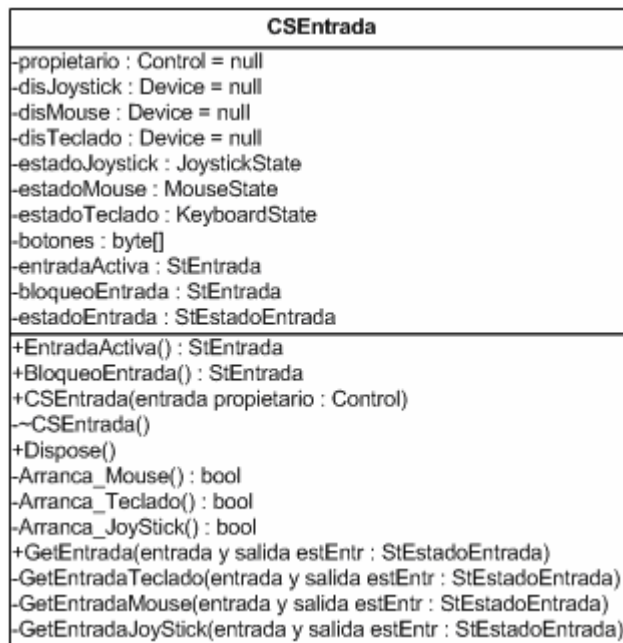 CSEntrada
-propietario : Control = null
-disJoystick : Device = null
-disMouse : Device = null
-disTeclado : Device = null
-estadoJoystick : JoystickState
-estadoMouse : MouseState
-estadoTeclado : KeyboardState
-botones : byte[]
-entradaActiva : StEntrada
-bloqueoEntrada : StEntrada
-estadoEntrada : StEstadoEntrada
+EntradaActiva() : StEntrada
+BloqueoEntrada() : StEntrada
+CSEntrada(entrada propietario : Control)
-~CSEntrada()
+Dispose()
-Arranca_Mouse() : bool
-Arranca_Teclado() : bool
-Arranca_JoyStick() : bool
+GetEntrada(entrada y salida estEntr : StEstadoEntrada)
-GetEntradaTeclado(entrada y salida estEntr : StEstadoEntrada)
-GetEntradaMouse(entrada y salida estEntr : StEstadoEntrada)
-GetEntradaJoyStick(entrada y salida estEntr : StEstadoEntrada)